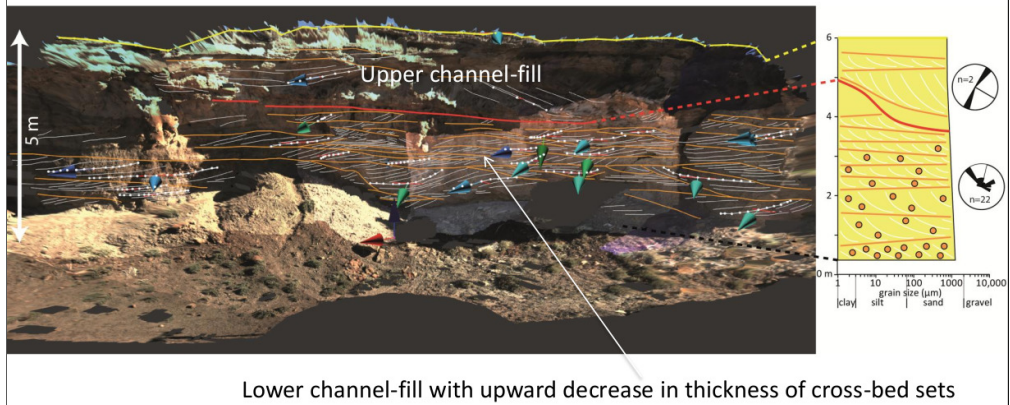 Upper channel-fill
5 m
6
4
2
0 m
n=2
n=22
1 10 100 1000 10,000
grain size (μm)
clay silt sand gravel
Lower channel-fill with upward decrease in thickness of cross-bed sets